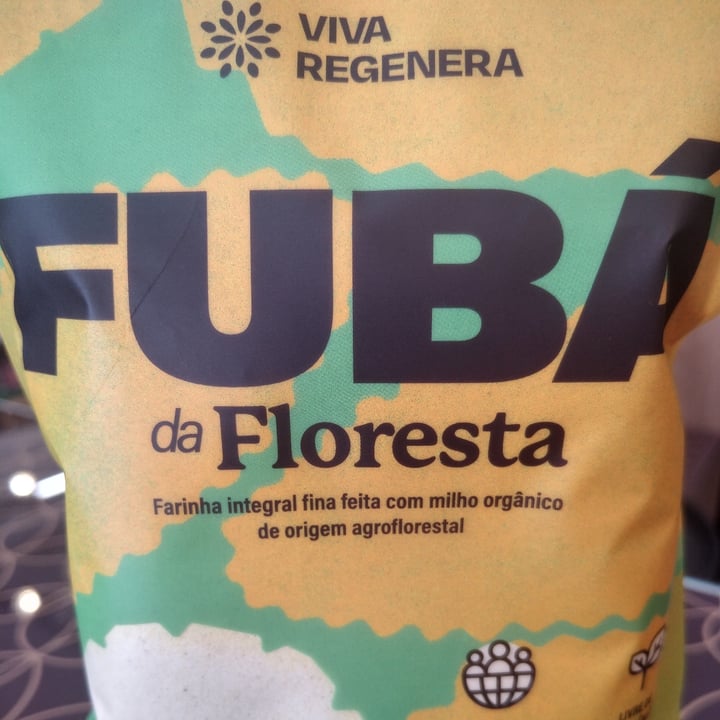 VIVA
REGENERA
FUBÁ
da Floresta
Farinha integral fina feita com milho orgânico
de origem agroflorestal